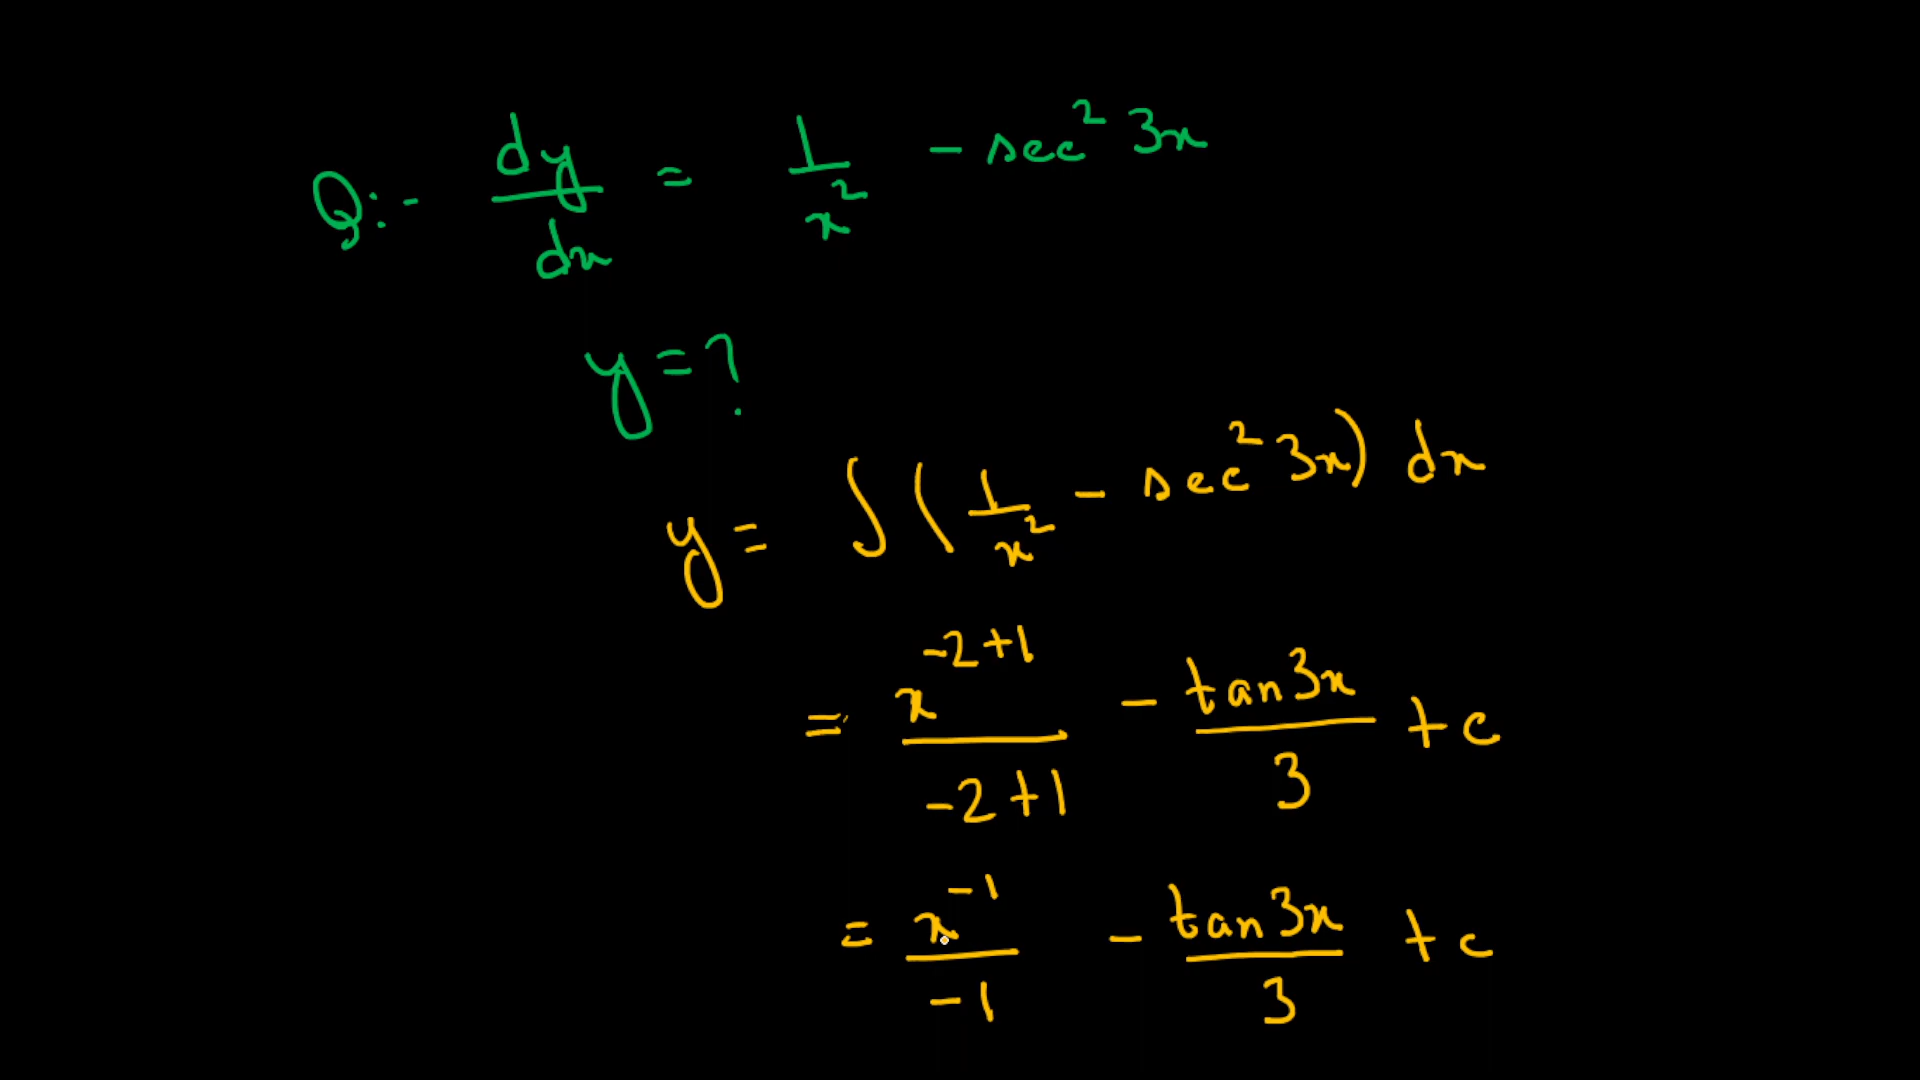 Q:- dy/dx = 1/x² - sec² 3x
y = ?
y = ∫ (1/x² - sec² 3x) dx
= x^(-2+1)/(-2+1) - tan3x/3 + c
= x^(-1)/(-1) - tan3x/3 + c